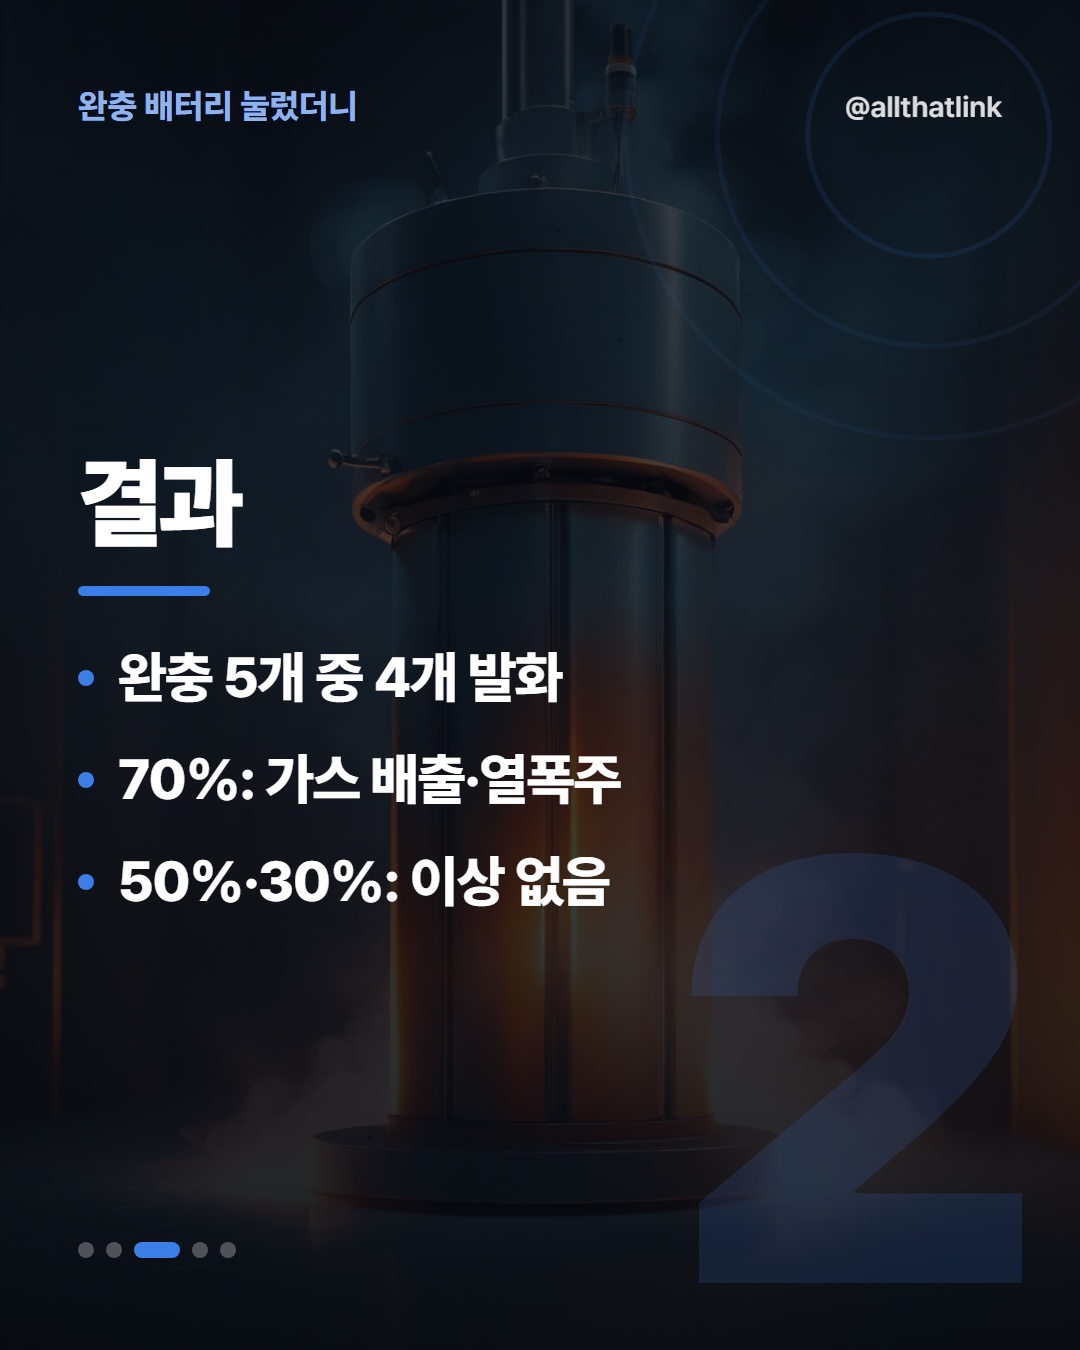 완충 배터리 눌렀더니
@allthatlink
결과
완충 5개 중 4개 발화
70%: 가스 배출·열폭주
50%·30%: 이상 없음
2